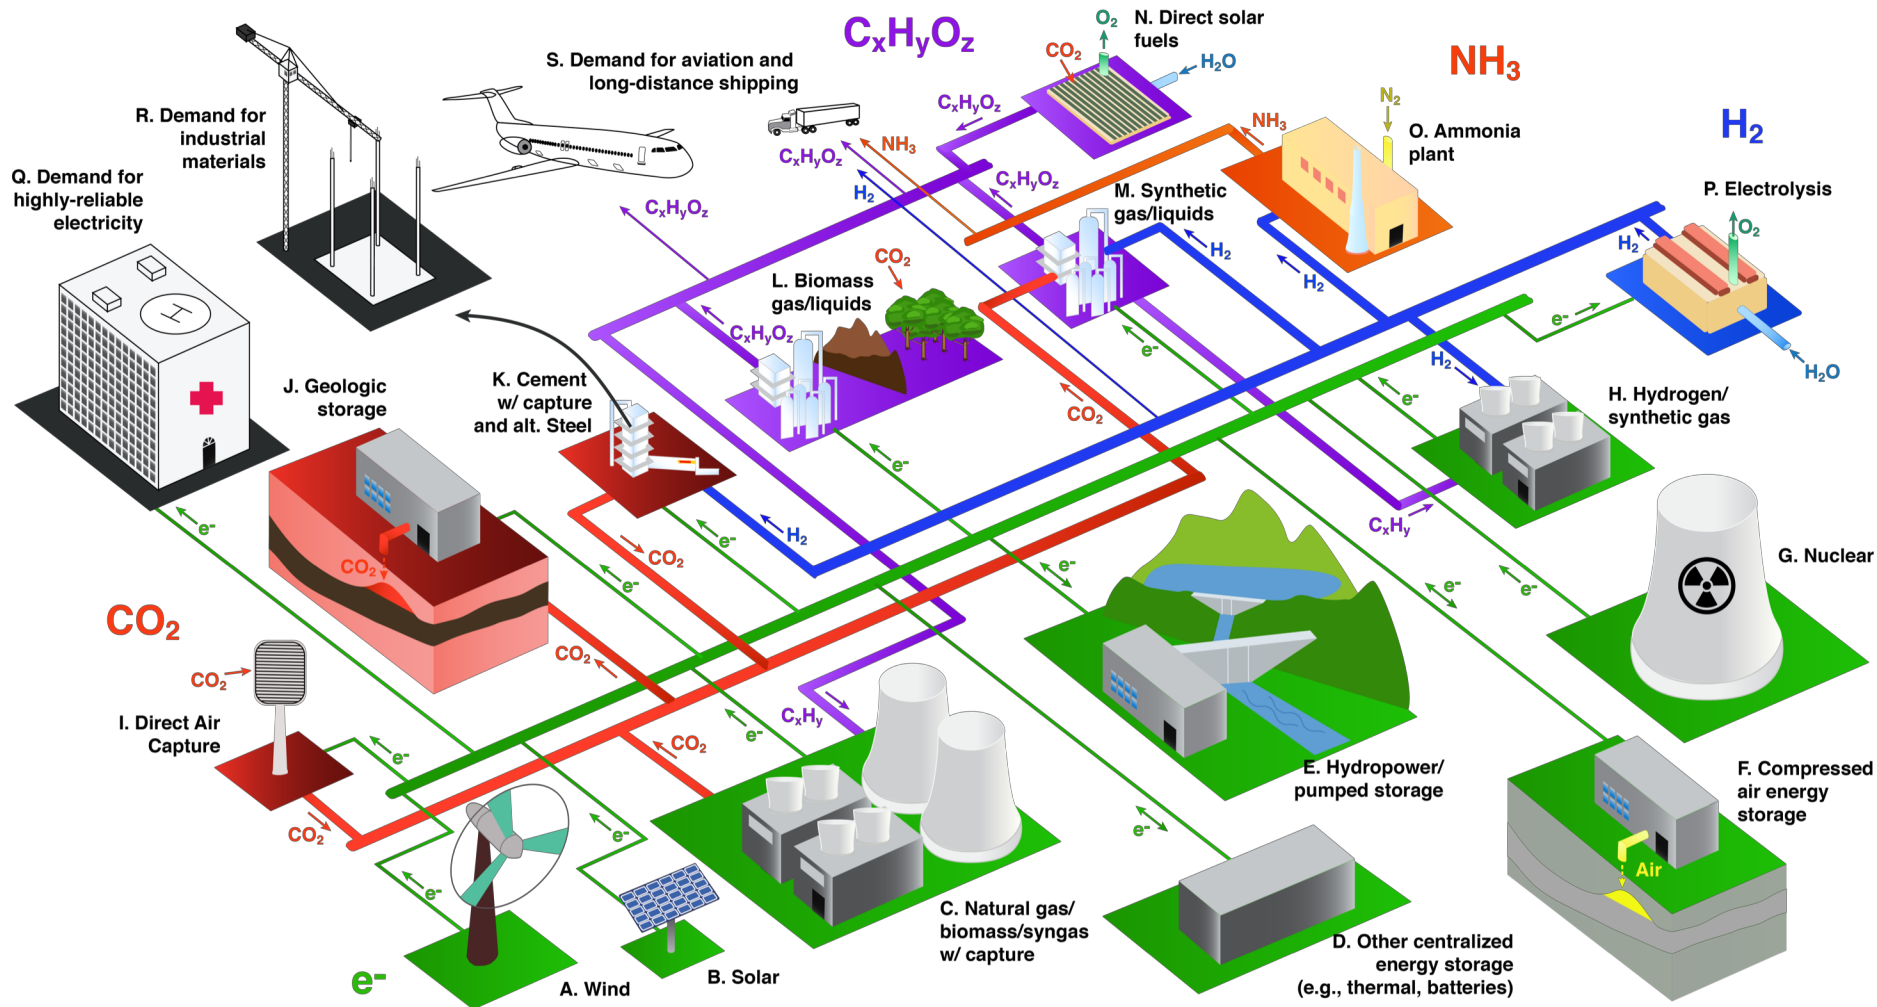 CxHyOz
N. Direct solar
fuels
O₂
CO₂
H₂O
NH₃
S. Demand for aviation and
long-distance shipping
R. Demand for
industrial
materials
CxHyOz
N₂
O. Ammonia
plant
NH₃
H₂
NH₃
CxHyOz
Q. Demand for
highly-reliable
electricity
CxHyOz
H₂
M. Synthetic
gas/liquids
P. Electrolysis
O₂
H₂
CxHyOz
H₂
CO₂
L. Biomass
gas/liquids
H₂
H
CxHyOz
e-
e-
H₂
H₂O
J. Geologic
storage
K. Cement
w/ capture
and alt. Steel
CO₂
e-
H. Hydrogen/
synthetic gas
e-
e-
CxHy
e-
H₂
CO₂
CO₂
e-
e-
e-
e-
G. Nuclear
CO₂
CO₂
CO₂
I. Direct Air
Capture
CxHy
e-
CO₂
e-
E. Hydropower/
pumped storage
F. Compressed
air energy
storage
CO₂
e-
e-
Air
e-
C. Natural gas/
biomass/syngas
w/ capture
D. Other centralized
energy storage
(e.g., thermal, batteries)
e-
A. Wind
B. Solar